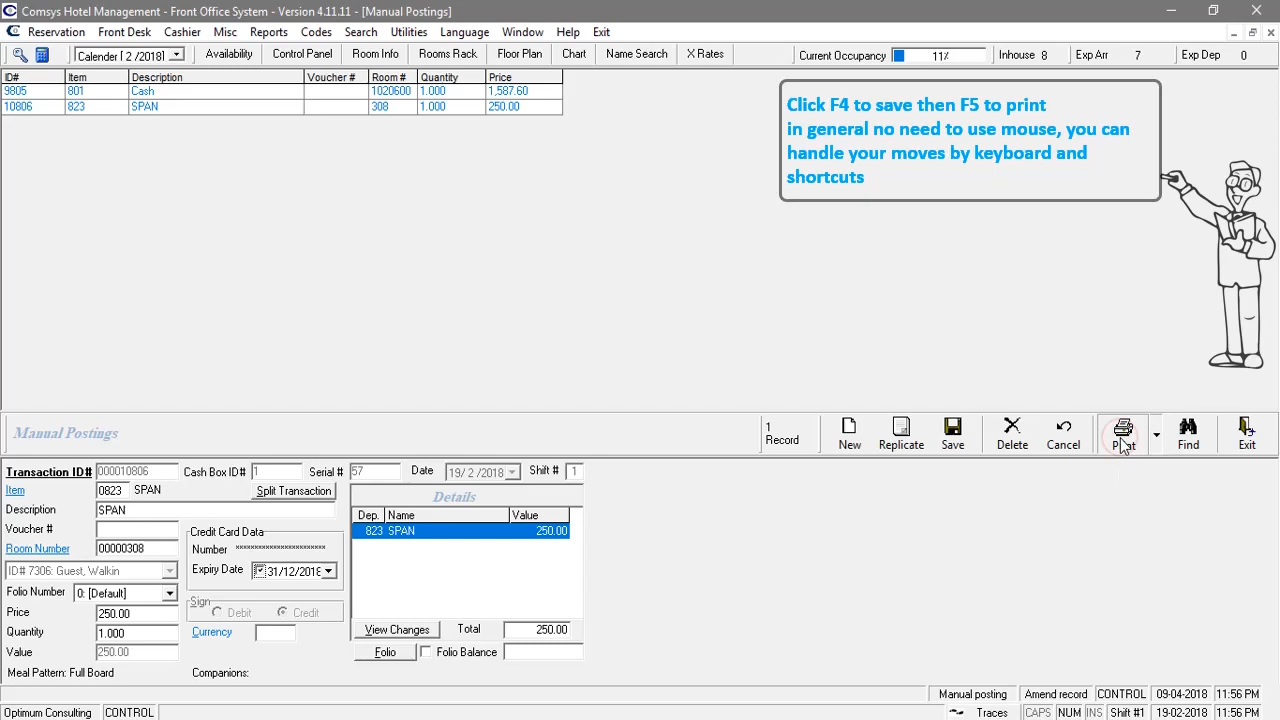 Comsys Hotel Management - Front Office System - Version 4.11.11 - [Manual Postings]
Reservation Front Desk Cashier Misc Reports Codes Search Utilities Language Window Help Exit
Calender [ 2 /2018] Availability Control Panel Room Info Rooms Rack Floor Plan Chart Name Search X Rates Current Occupancy 11% Inhouse 8 Exp Arr 7 Exp Dep 0
ID# Item Description Voucher # Room # Quantity Price
9805 801 Cash 1020600 1.000 1,587.60
10806 823 SPAN 308 1.000 250.00
Click F4 to save then F5 to print
in general no need to use mouse, you can
handle your moves by keyboard and
shortcuts
Manual Postings
1
Record
New Replicate Save Delete Cancel Print Find Exit
Transaction ID# 000010806 Cash Box ID# 1 Serial # 57 Date 19/ 2 /2018 Shift # 1
Item 0823 SPAN Split Transaction
Description SPAN
Voucher #
Room Number 00000308
ID# 7306: Guest, Walkin
Folio Number 0: [Default]
Price 250.00
Quantity 1.000
Value 250.00
Meal Pattern: Full Board
Credit Card Data
Number ************************
Expiry Date 31/12/2018
Sign
Debit Credit
Currency
Companions:
Details
Dep. Name Value
823 SPAN 250.00
View Changes Total 250.00
Folio Folio Balance
Manual posting Amend record CONTROL 09-04-2018 11:56 PM
Optimum Consulting CONTROL Traces CAPS NUM INS Shift #1 19-02-2018 11:56 PM